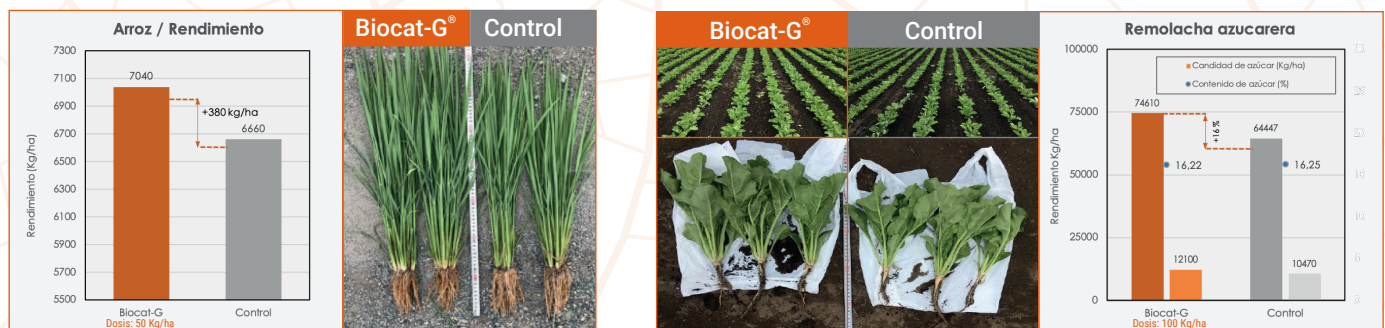 Arroz / Rendimiento
7300
7100
6900
6700
6500
6300
6100
5900
5700
5500
Rendimiento (Kg/ha)
7040
+380 kg/ha
6660
Biocat-G
Control
Dosis: 50 Kg/ha
Biocat-G®
Control
Biocat-G®
Control
Remolacha azucarera
100000
75000
50000
25000
0
Rendimiento Kg/ha
Candidad de azúcar (Kg/ha)
Contenido de azúcar (%)
74610
+16 %
64447
16,22
16,25
12100
10470
Biocat-G
Control
Dosis: 100 Kg/ha